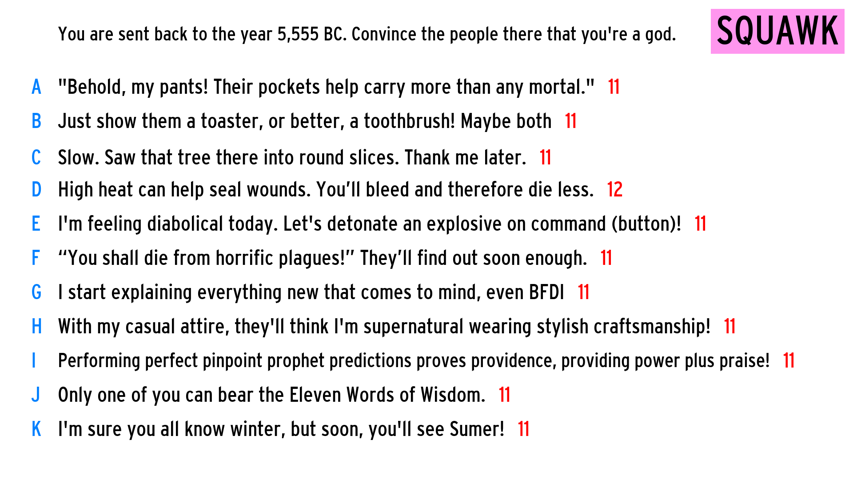 You are sent back to the year 5,555 BC. Convince the people there that you're a god.
SQUAWK
A "Behold, my pants! Their pockets help carry more than any mortal." 11
B Just show them a toaster, or better, a toothbrush! Maybe both 11
C Slow. Saw that tree there into round slices. Thank me later. 11
D High heat can help seal wounds. You’ll bleed and therefore die less. 12
E I'm feeling diabolical today. Let's detonate an explosive on command (button)! 11
F “You shall die from horrific plagues!” They’ll find out soon enough. 11
G I start explaining everything new that comes to mind, even BFDI 11
H With my casual attire, they'll think I'm supernatural wearing stylish craftsmanship! 11
I Performing perfect pinpoint prophet predictions proves providence, providing power plus praise! 11
J Only one of you can bear the Eleven Words of Wisdom. 11
K I'm sure you all know winter, but soon, you'll see Sumer! 11